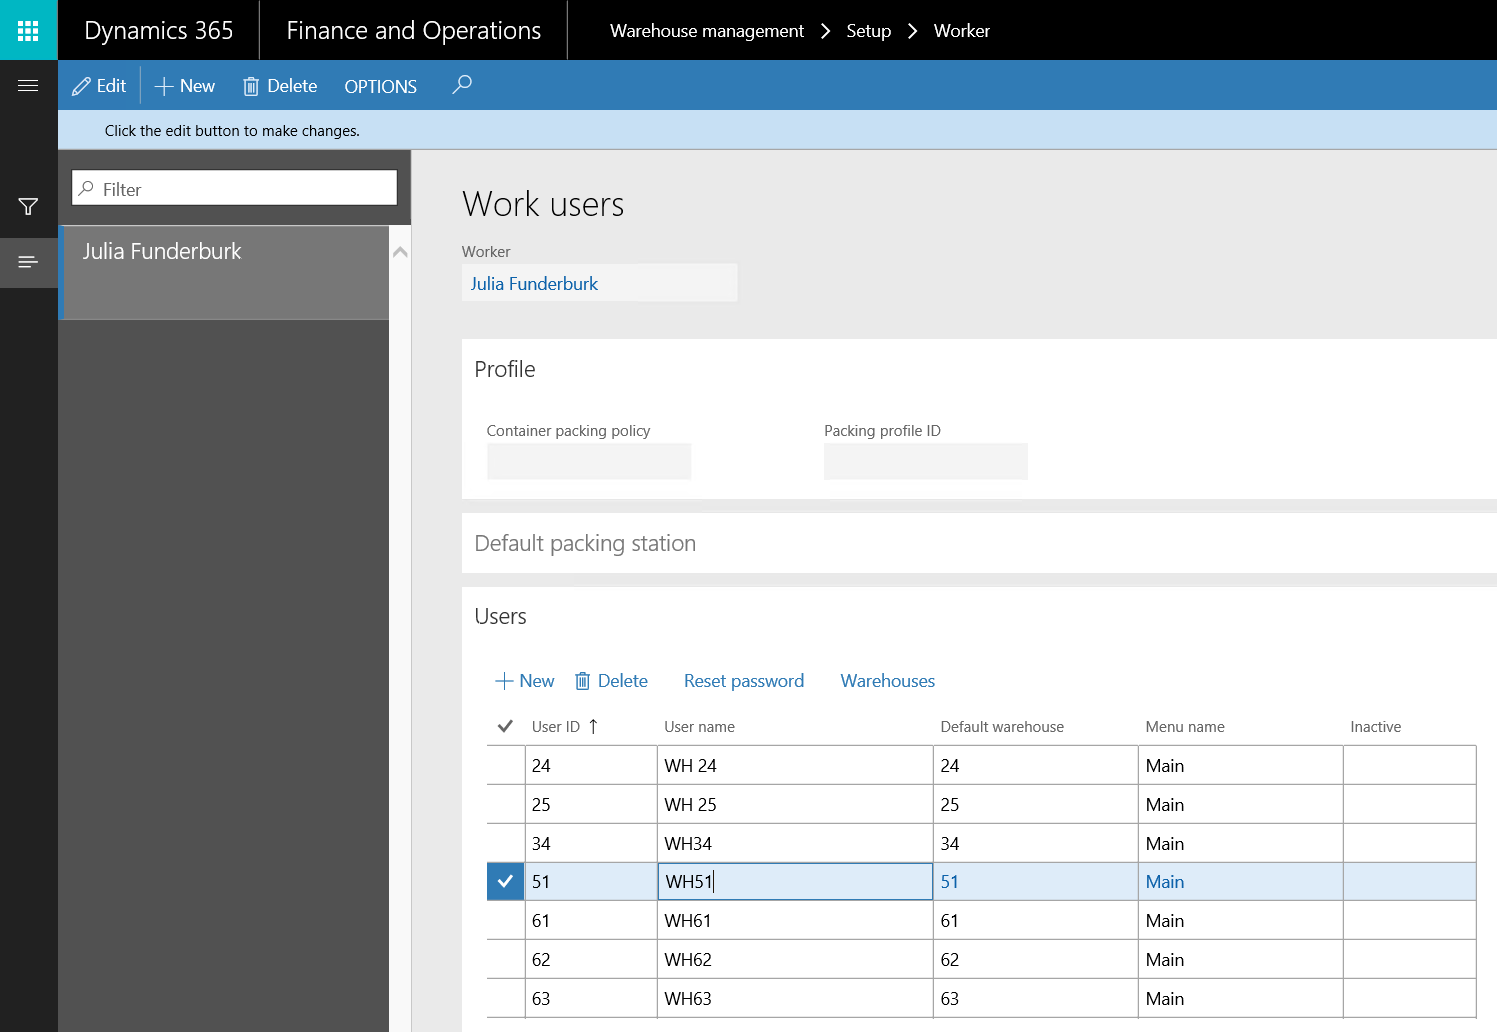 Dynamics 365 Finance and Operations Warehouse management > Setup > Worker
Edit New Delete OPTIONS
Click the edit button to make changes.
Filter
Julia Funderburk
Work users
Worker
Julia Funderburk
Profile
Container packing policy Packing profile ID
Default packing station
Users
New Delete Reset password Warehouses
User ID ↑ User name Default warehouse Menu name Inactive
24 WH 24 24 Main
25 WH 25 25 Main
34 WH34 34 Main
51 WH51 51 Main
61 WH61 61 Main
62 WH62 62 Main
63 WH63 63 Main